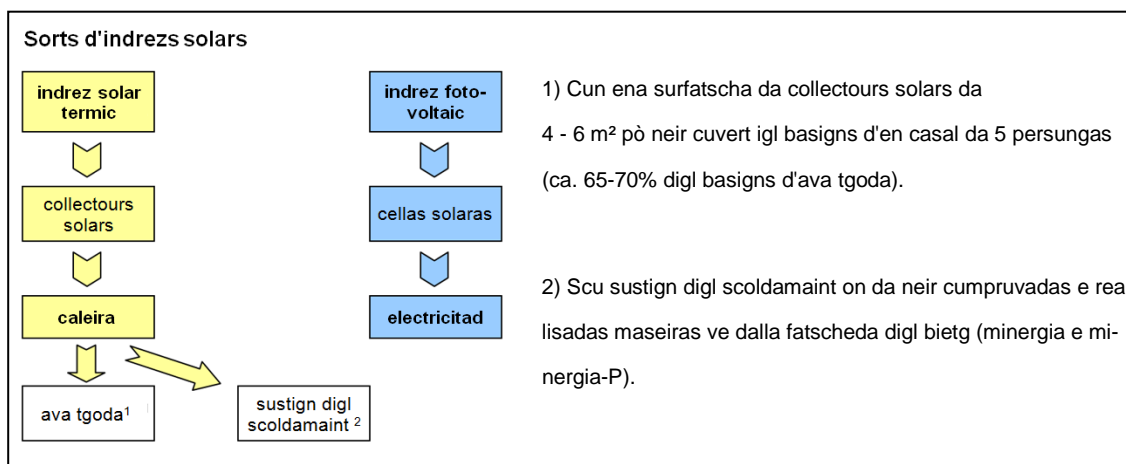 Sorts d'indrezs solars
indrez solar
termic
collectours
solars
caleira
ava tgoda¹
sustign digl
scoldamaint ²
indrez foto-
voltaic
cellas solaras
electricitad
1) Cun ena surfatscha da collectours solars da
4 - 6 m² pò neir cuvert igl basigns d'en casal da 5 persungas
(ca. 65-70% digl basigns d'ava tgoda).
2) Scu sustign digl scoldamaint on da neir cumpruvadas e rea
lisadas maseiras ve dalla fatscheda digl bietg (minergia e mi-
nergia-P).